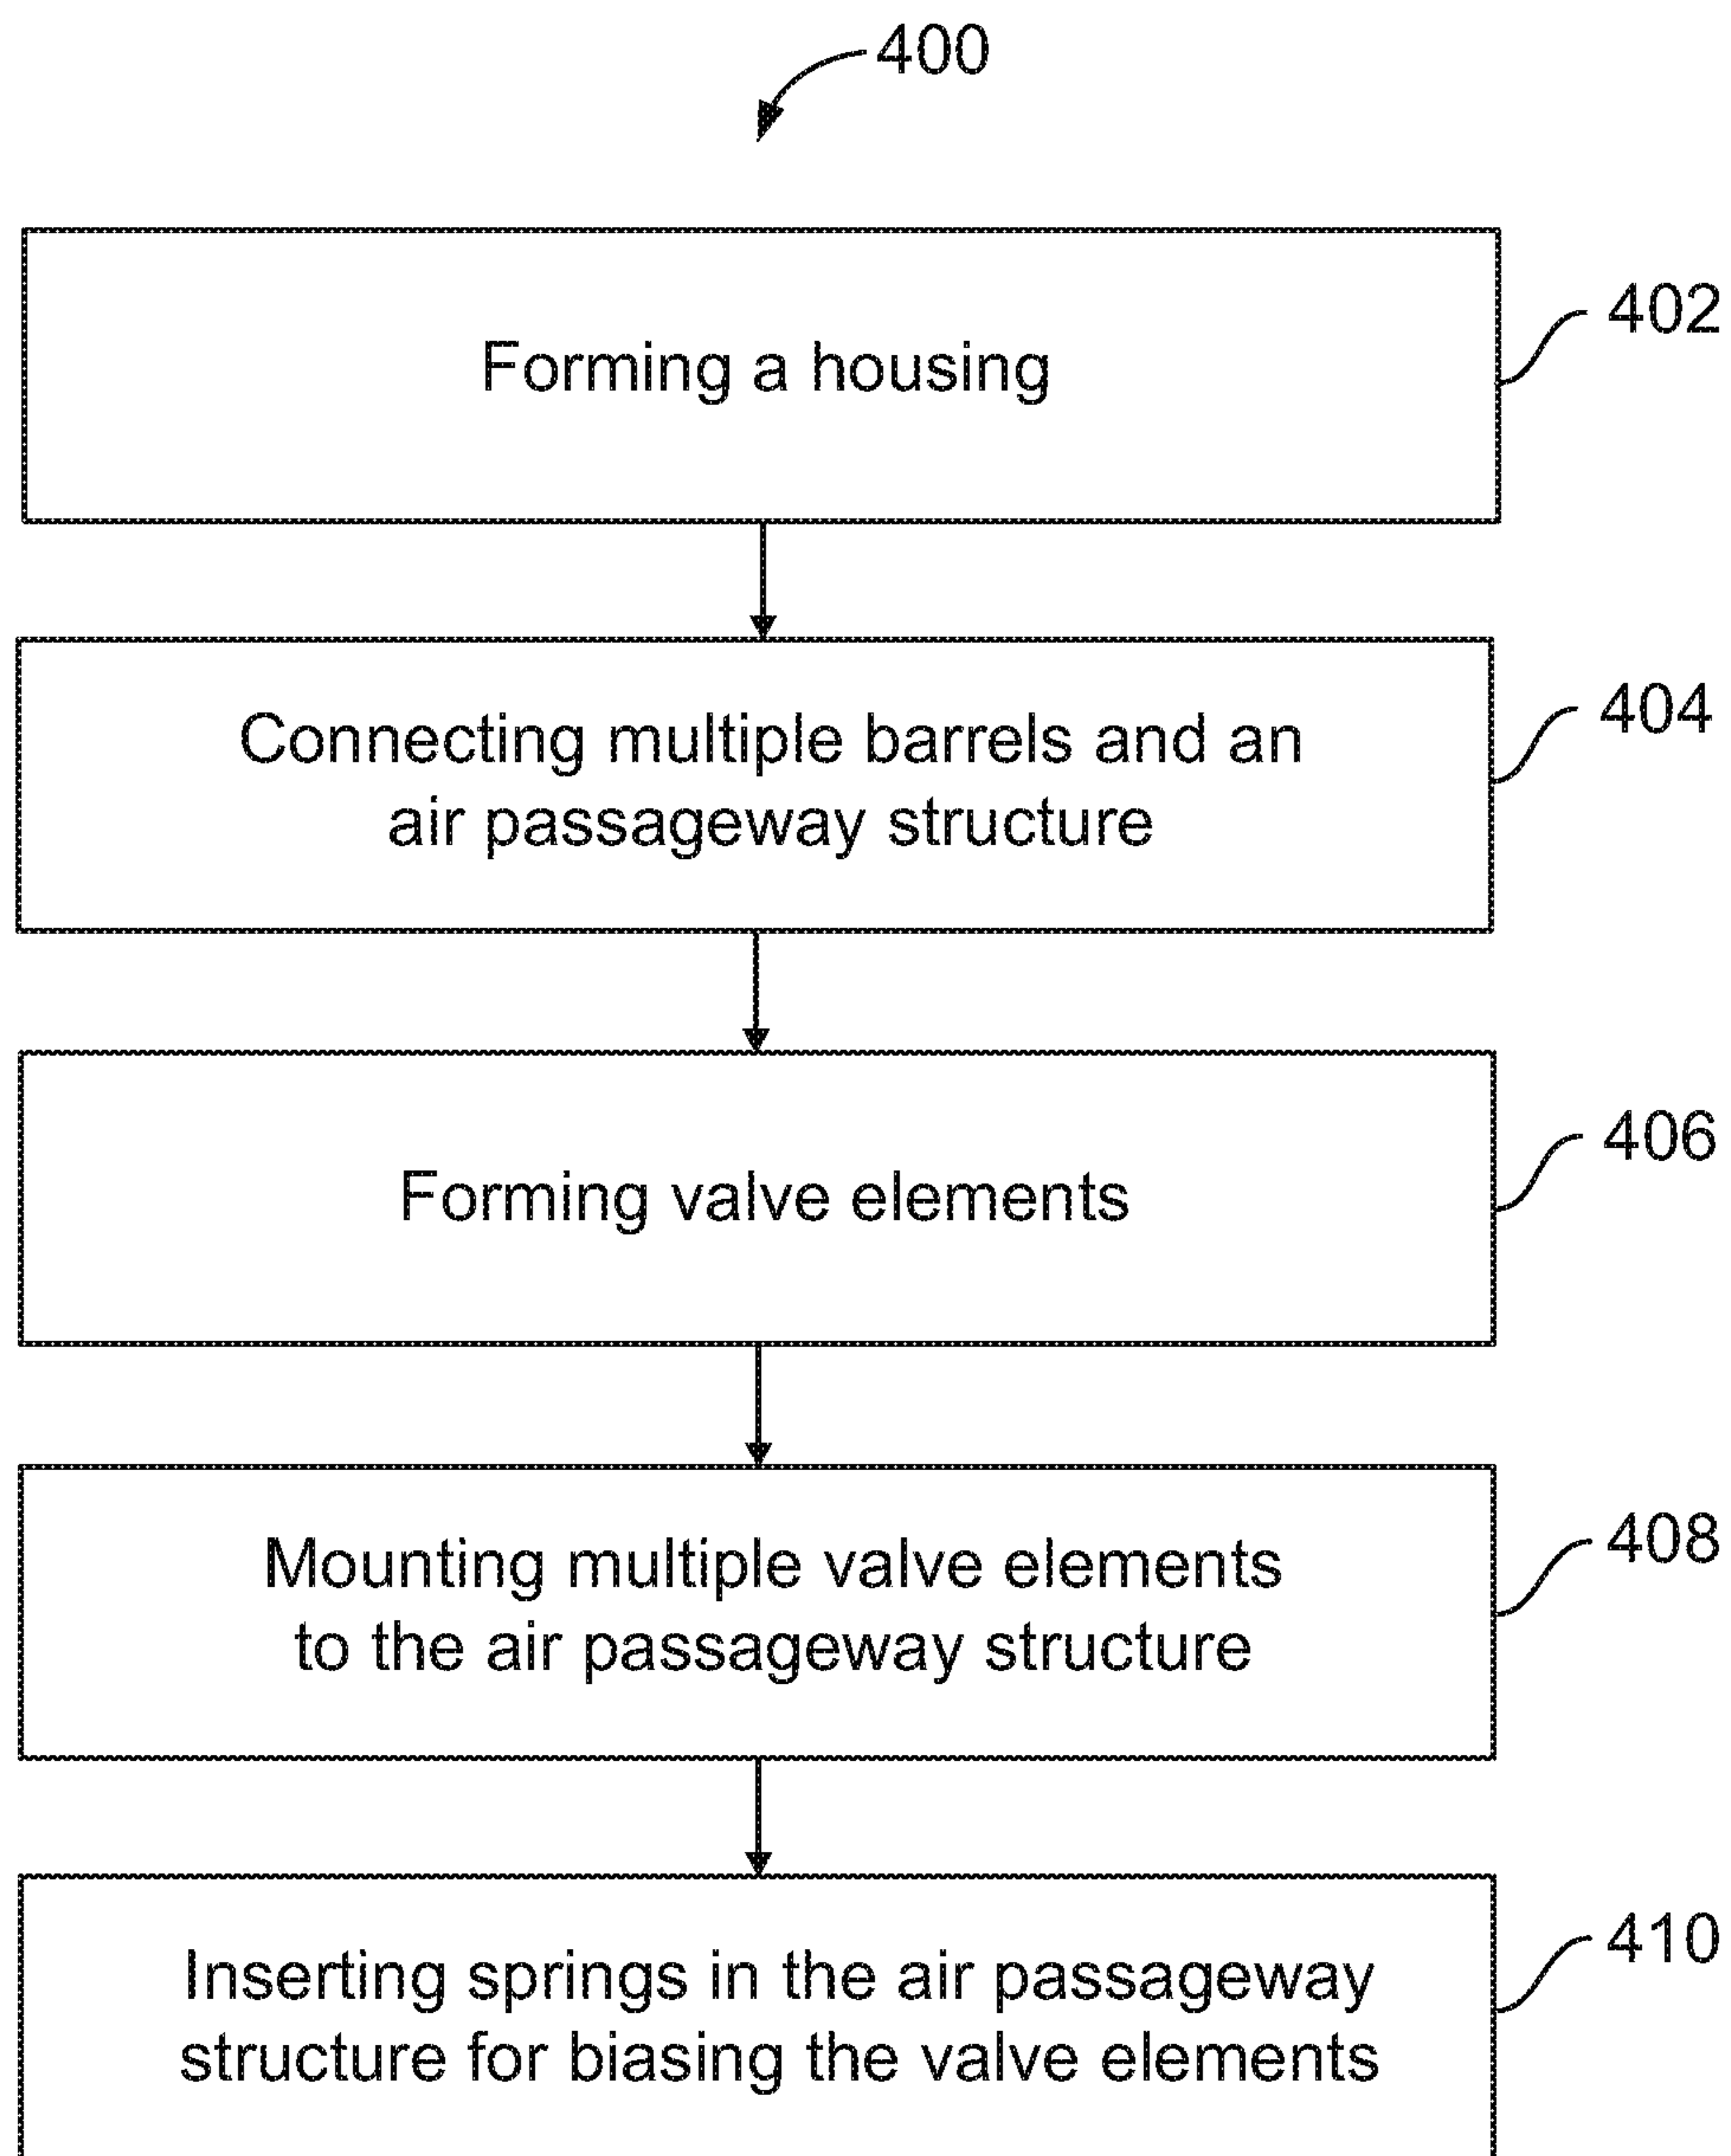 400
Forming a housing
402
Connecting multiple barrels and an
air passageway structure
404
Forming valve elements
406
Mounting multiple valve elements
to the air passageway structure
408
Inserting springs in the air passageway
structure for biasing the valve elements
410